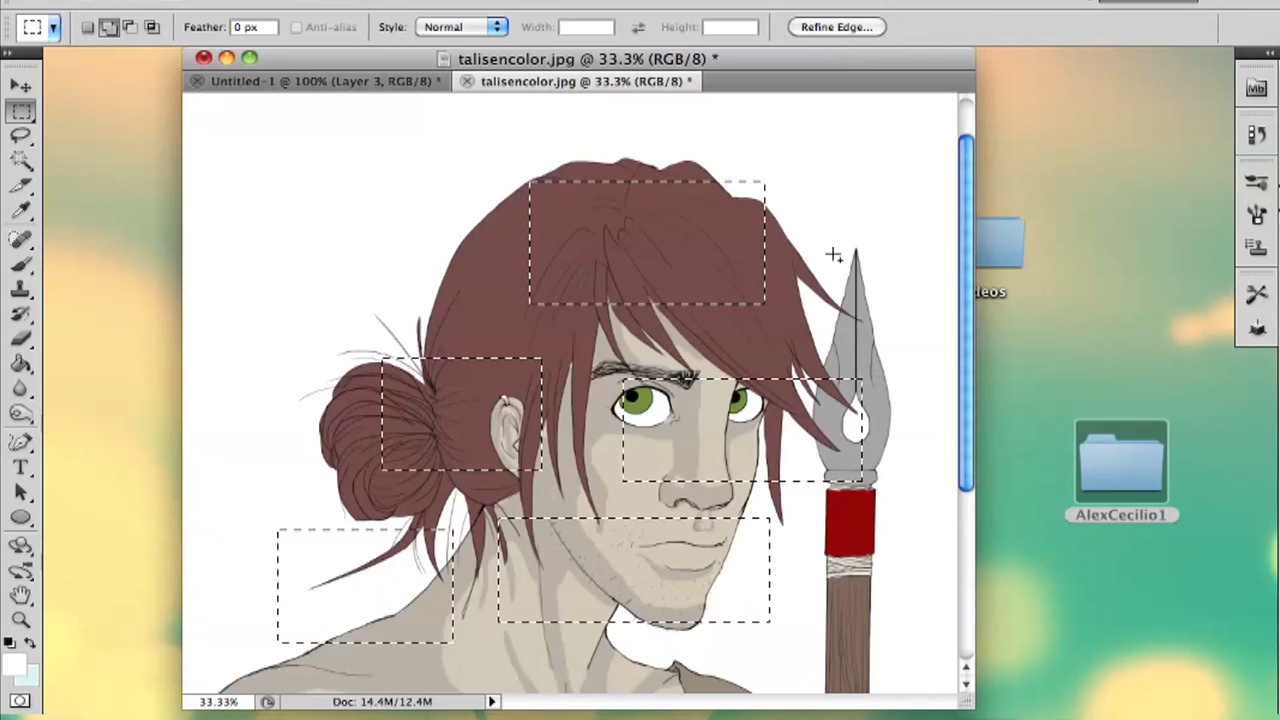 Feather: 0 px Anti-alias Style: Normal Width: Height: Refine Edge...
talisencolor.jpg @ 33.3% (RGB/8) *
Untitled-1 @ 100% (Layer 3, RGB/8) * talisencolor.jpg @ 33.3% (RGB/8) *
Mb
deos
AlexCecilio1
T
33.33% Doc: 14.4M/12.4M